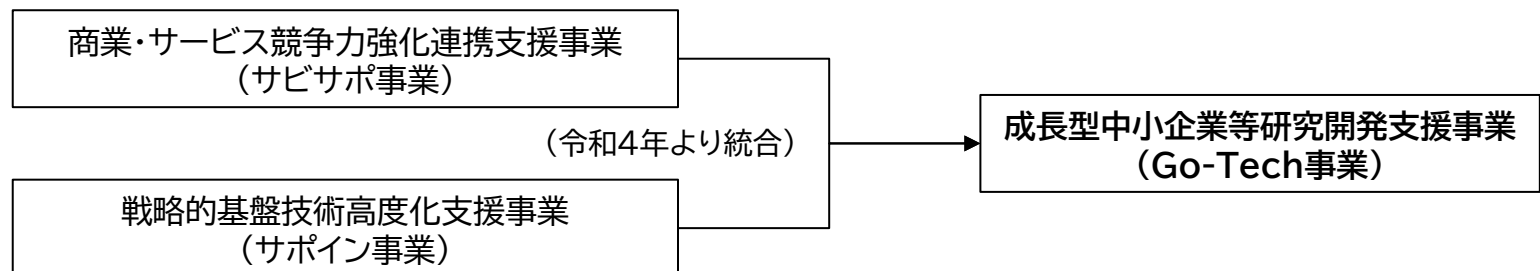 商業・サービス競争力強化連携支援事業
（サビサポ事業）
（令和4年より統合）
戦略的基盤技術高度化支援事業
（サポイン事業）
成長型中小企業等研究開発支援事業
（Go-Tech事業）